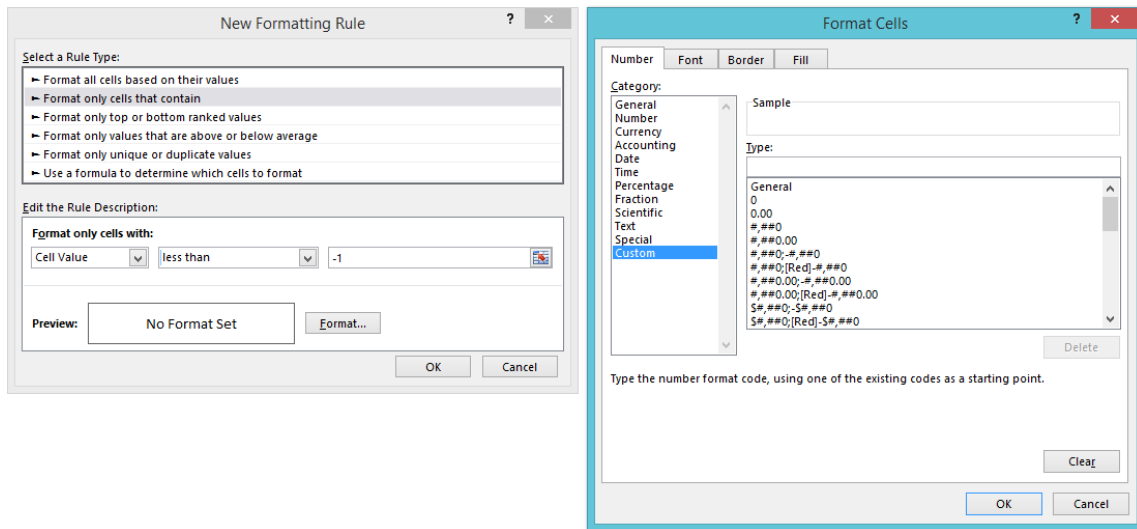 New Formatting Rule
?
Select a Rule Type:
► Format all cells based on their values
► Format only cells that contain
► Format only top or bottom ranked values
► Format only values that are above or below average
► Format only unique or duplicate values
► Use a formula to determine which cells to format
Edit the Rule Description:
Format only cells with:
Cell Value less than -1
Preview: No Format Set Format...
OK Cancel
Format Cells
?
Number Font Border Fill
Category:
General
Number
Currency
Accounting
Date
Time
Percentage
Fraction
Scientific
Text
Special
Custom
Sample
Type:
General
0
0.00
#,##0
#,##0.00
#,##0;-#,##0
#,##0;[Red]-#,##0
#,##0.00;-#,##0.00
#,##0.00;[Red]-#,##0.00
$#,##0;-$#,##0
$#,##0;[Red]-$#,##0
Delete
Type the number format code, using one of the existing codes as a starting point.
Clear
OK Cancel